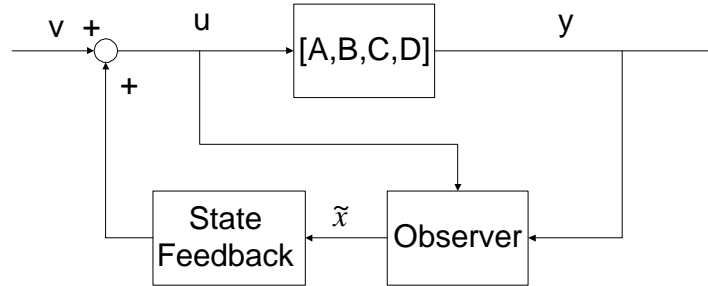 v + u [A,B,C,D] y
+
State
Feedback
x̃
Observer